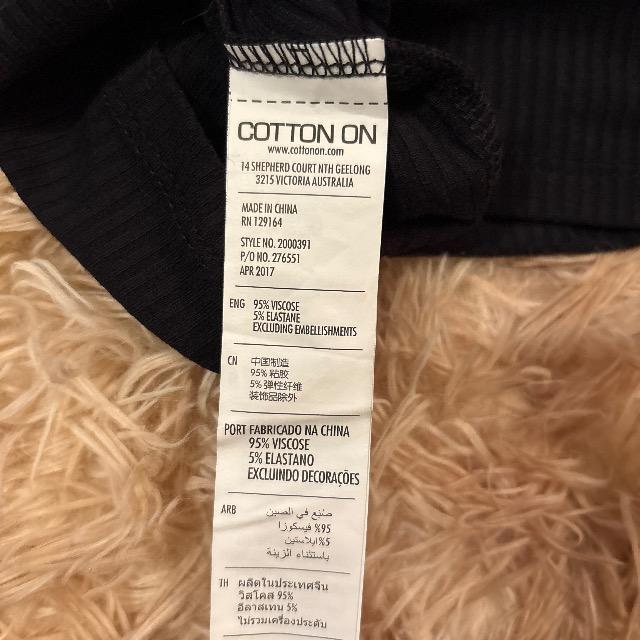 COTTON ON
www.cottonon.com
14 SHEPHERD COURT NTH GEELONG
3215 VICTORIA AUSTRALIA
MADE IN CHINA
RN 129164
STYLE NO. 2000391
P/O NO. 276551
APR 2017
ENG 95% VISCOSE
5% ELASTANE
EXCLUDING EMBELLISHMENTS
CN 中国制造
95% 粘胶
5% 弹性纤维
装饰品除外
PORT FABRICADO NA CHINA
95% VISCOSE
5% ELASTANO
EXCLUINDO DECORAÇÕES
ARB صُنِع في الصين
95% فيسكوزا
5% ايلاستين
باستثناء الزينة
TH ผลิตในประเทศจีน
วิสโคส 95%
อีลาสเทน 5%
ไม่รวมเครื่องประดับ